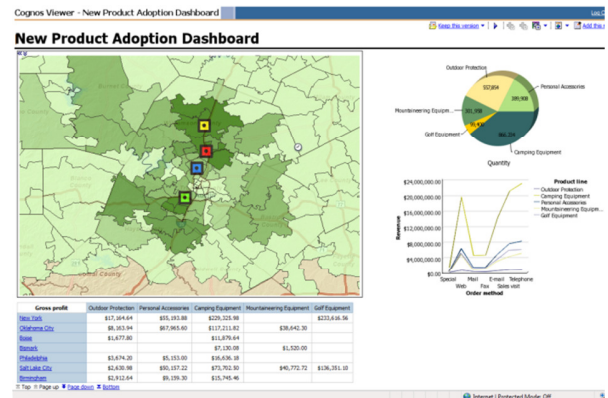 Cognos Viewer - New Product Adoption Dashboard
Keep this version
New Product Adoption Dashboard
Outdoor Protection
Personal Accessories
Mountaineering Equipm...
Golf Equipment
Camping Equipment
Quantity
$24,000,000.00
$20,000,000.00
$16,000,000.00
$12,000,000.00
$8,000,000.00
$4,000,000.00
$0.00
Revenue
Special Mail E-mail Telephone
Web Fax Sales visit
Order method
Product line
Outdoor Protection
Camping Equipment
Personal Accessories
Mountaineering Equipm...
Golf Equipment
Gross profit Outdoor Protection Personal Accessories Camping Equipment Mountaineering Equipment Golf Equipment
New York $17,164.64 $55,193.88 $229,325.98 $233,616.56
Oklahoma City $8,163.94 $67,965.60 $117,211.82 $38,642.30
Boise $1,677.80 $11,879.64
Bismark $7,130.08 $1,520.00
Philadelphia $3,674.20 $5,153.00 $16,636.18
Salt Lake City $2,630.98 $50,157.22 $73,702.50 $40,772.72 $136,351.10
Birmingham $2,912.64 $9,159.30 $15,745.46
Top Page up Page down Bottom
Internet | Protected Mode: Off